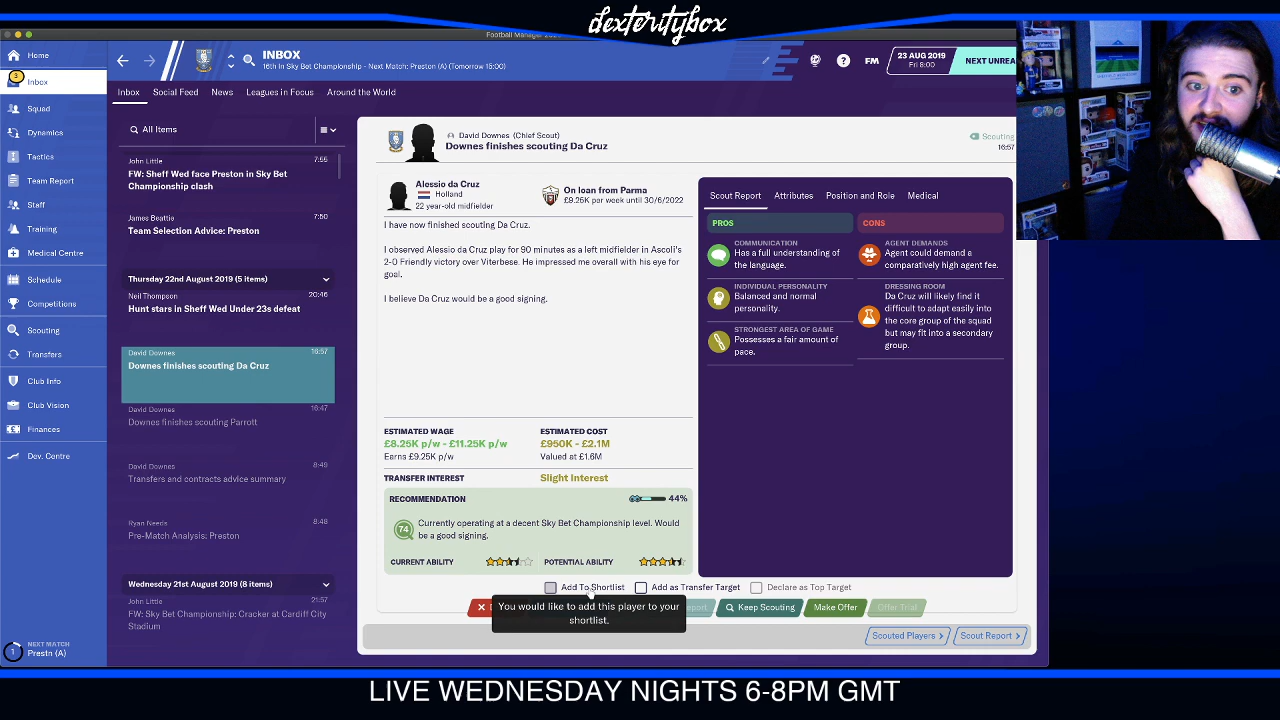 dexteritybox
Football Manager 20
Home
3
Inbox
Squad
Dynamics
Tactics
Team Report
Staff
Training
Medical Centre
Schedule
Competitions
Scouting
Transfers
Club Info
Club Vision
Finances
Dev. Centre
1
NEXT MATCH
Prestn (A)
INBOX
16th In Sky Bet Championship - Next Match: Preston (A) (Tomorrow 15:00)
?
FM
23 AUG 2019
Fri 8:00
NEXT UNREA
Inbox
Social Feed
News
Leagues in Focus
Around the World
All Items
John Little
7:55
FW: Sheff Wed face Preston in Sky Bet
Championship clash
James Beattie
7:50
Team Selection Advice: Preston
Thursday 22nd August 2019 (5 items)
Neil Thompson
20:46
Hunt stars in Sheff Wed Under 23s defeat
David Downes
16:57
Downes finishes scouting Da Cruz
David Downes
16:47
Downes finishes scouting Parrott
David Downes
8:49
Transfers and contracts advice summary
Ryan Needs
8:48
Pre-Match Analysis: Preston
Wednesday 21st August 2019 (8 items)
John Little
21:57
FW: Sky Bet Championship: Cracker at Cardiff City
Stadium
David Downes (Chief Scout)
Downes finishes scouting Da Cruz
Scouting
16:57
Alessio da Cruz
Holland
22 year-old midfielder
On loan from Parma
£9.25K per week until 30/6/2022
I have now finished scouting Da Cruz.
I observed Alessio da Cruz play for 90 minutes as a left midfielder in Ascoli's
2-0 Friendly victory over Viterbese. He impressed me overall with his eye for
goal.
I believe Da Cruz would be a good signing.
ESTIMATED WAGE
£8.25K p/w - £11.25K p/w
Earns £9.25K p/w
ESTIMATED COST
£950K - £2.1M
Valued at £1.6M
TRANSFER INTEREST
Slight Interest
RECOMMENDATION
44%
74
Currently operating at a decent Sky Bet Championship level. Would
be a good signing.
CURRENT ABILITY
POTENTIAL ABILITY
Scout Report
Attributes
Position and Role
Medical
PROS
COMMUNICATION
Has a full understanding of
the language.
INDIVIDUAL PERSONALITY
Balanced and normal
personality.
STRONGEST AREA OF GAME
Possesses a fair amount of
pace.
CONS
AGENT DEMANDS
Agent could demand a
comparatively high agent fee.
DRESSING ROOM
Da Cruz will likely find it
difficult to adapt easily into
the core group of the squad
but may fit into a secondary
group.
Add To Shortlist
Add as Transfer Target
Declare as Top Target
You would like to add this player to your
shortlist.
Keep Scouting
Make Offer
Offer Trial
Scouted Players
Scout Report
LIVE WEDNESDAY NIGHTS 6-8PM GMT